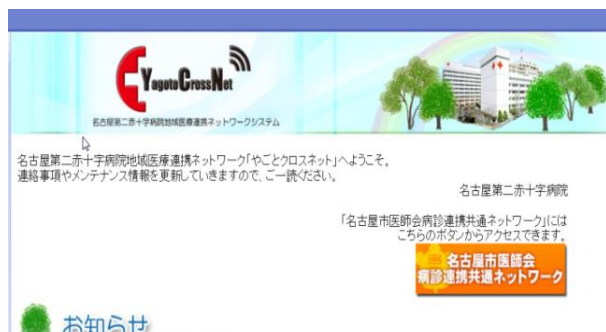 Yagoto CrossNet
名古屋第二赤十字病院地域医療連携ネットワークシステム
名古屋第二赤十字病院地域医療連携ネットワーク「やごとクロスネット」へようこそ。
連絡事項やメンテナンス情報を更新していきますので、ご一読ください。
名古屋第二赤十字病院
「名古屋市医師会病診連携共通ネットワーク」には
こちらのボタンからアクセスできます。
名古屋市医師会
病診連携共通ネットワーク
お知らせ